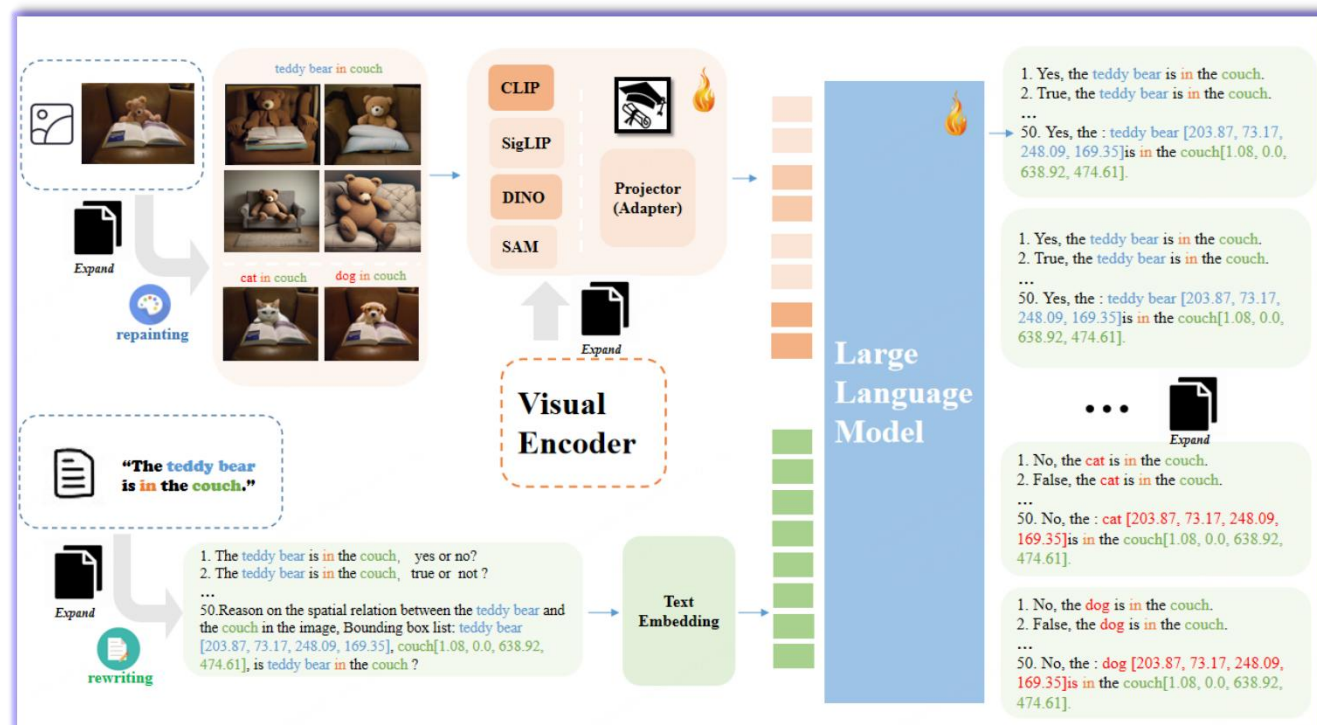 teddy bear in couch
cat in couch
dog in couch
Expand
repainting
CLIP
SigLIP
DINO
SAM
Projector
(Adapter)
Expand
Visual
Encoder
“The teddy bear
is in the couch.”
Expand
rewriting
1. The teddy bear is in the couch, yes or no?
2. The teddy bear is in the couch, true or not ?
...
50.Reason on the spatial relation between the teddy bear and
the couch in the image, Bounding box list: teddy bear
[203.87, 73.17, 248.09, 169.35], couch[1.08, 0.0, 638.92,
474.61], is teddy bear in the couch ?
Text
Embedding
Large
Language
Model
1. Yes, the teddy bear is in the couch.
2. True, the teddy bear is in the couch.
...
50. Yes, the : teddy bear [203.87, 73.17,
248.09, 169.35]is in the couch[1.08, 0.0,
638.92, 474.61].
1. Yes, the teddy bear is in the couch.
2. True, the teddy bear is in the couch.
...
50. Yes, the : teddy bear [203.87, 73.17,
248.09, 169.35]is in the couch[1.08, 0.0,
638.92, 474.61].
...
Expand
1. No, the cat is in the couch.
2. False, the cat is in the couch.
...
50. No, the : cat [203.87, 73.17, 248.09,
169.35]is in the couch[1.08, 0.0, 638.92,
474.61].
1. No, the dog is in the couch.
2. False, the dog is in the couch.
...
50. No, the : dog [203.87, 73.17, 248.09,
169.35]is in the couch[1.08, 0.0, 638.92,
474.61].